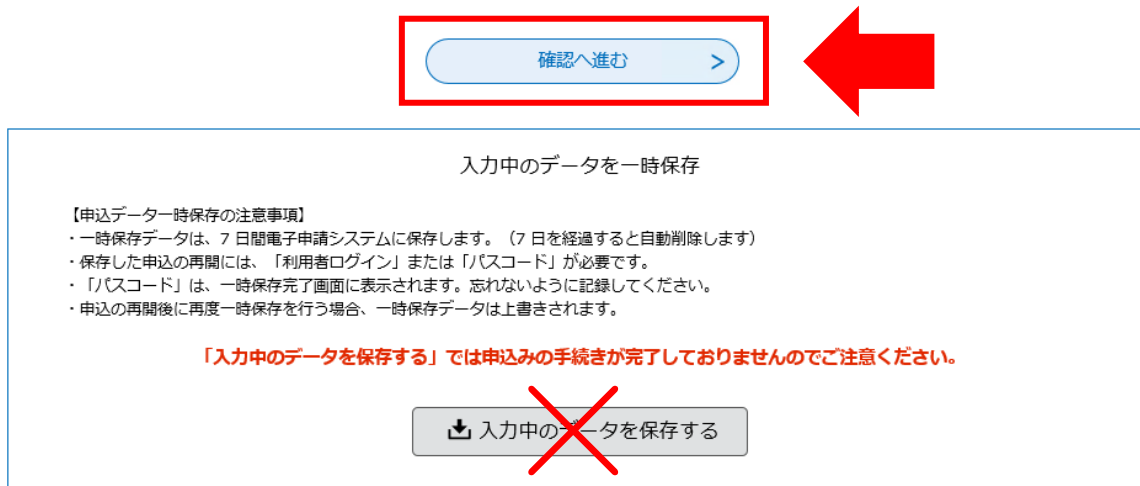 確認へ進む >
入力中のデータを一時保存
【申込データ一時保存の注意事項】
・一時保存データは、7 日間電子申請システムに保存します。（7 日を経過すると自動削除します）
・保存した申込の再開には、「利用者ログイン」または「パスコード」が必要です。
・「パスコード」は、一時保存完了画面に表示されます。忘れないように記録してください。
・申込の再開後に再度一時保存を行う場合、一時保存データは上書きされます。
「入力中のデータを保存する」では申込みの手続きが完了しておりませんのでご注意ください。
入力中のデータを保存する